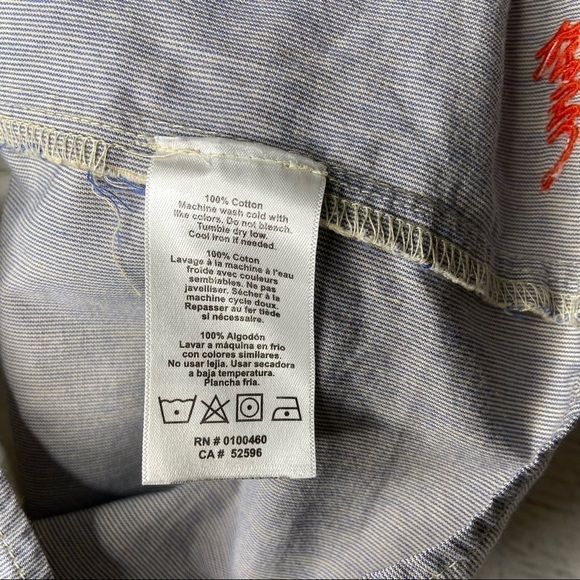 100% Cotton
Machine wash cold with
like colors. Do not bleach.
Tumble dry low.
Cool iron if needed.
100% Coton
Lavage à la machine à l'eau
froide avec couleurs
semblables. Ne pas
javelliser. Sécher à la
machine cycle doux.
Repasser au fer tiède
si nécessaire.
100% Algodón
Lavar a máquina en frio
con colores similares.
No usar lejia. Usar secadora
a baja temperatura.
Plancha fria.
RN # 0100460
CA # 52596